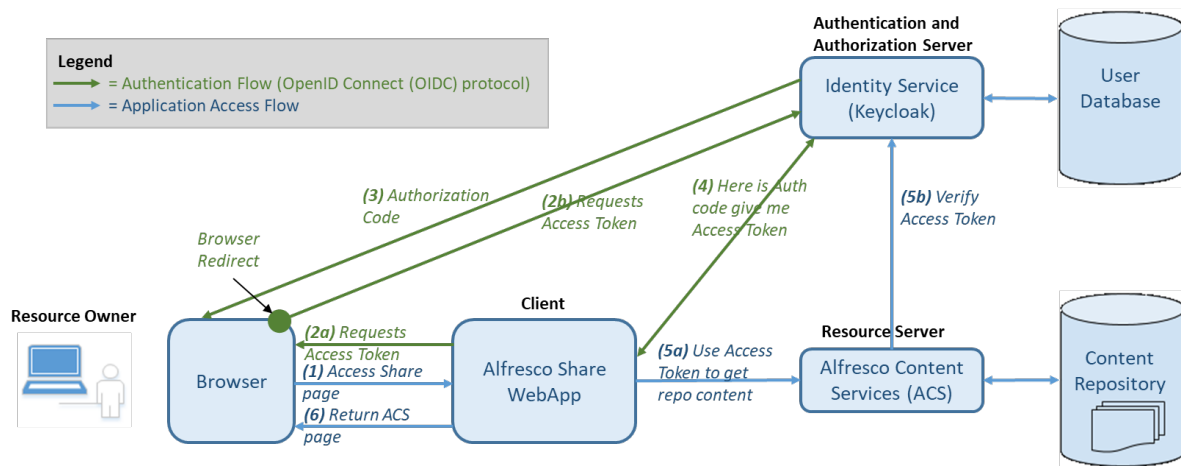 Authentication and
Authorization Server
Legend
= Authentication Flow (OpenID Connect (OIDC) protocol)
= Application Access Flow
Identity Service
(Keycloak)
User
Database
(3) Authorization
Code
(2b) Requests
Access Token
(4) Here is Auth
code give me
Access Token
(5b) Verify
Access Token
Browser
Redirect
Resource Owner
Client
Resource Server
Browser
(2a) Requests
Access Token
(1) Access Share
page
(6) Return ACS
page
Alfresco Share
WebApp
(5a) Use Access
Token to get
repo content
Alfresco Content
Services (ACS)
Content
Repository